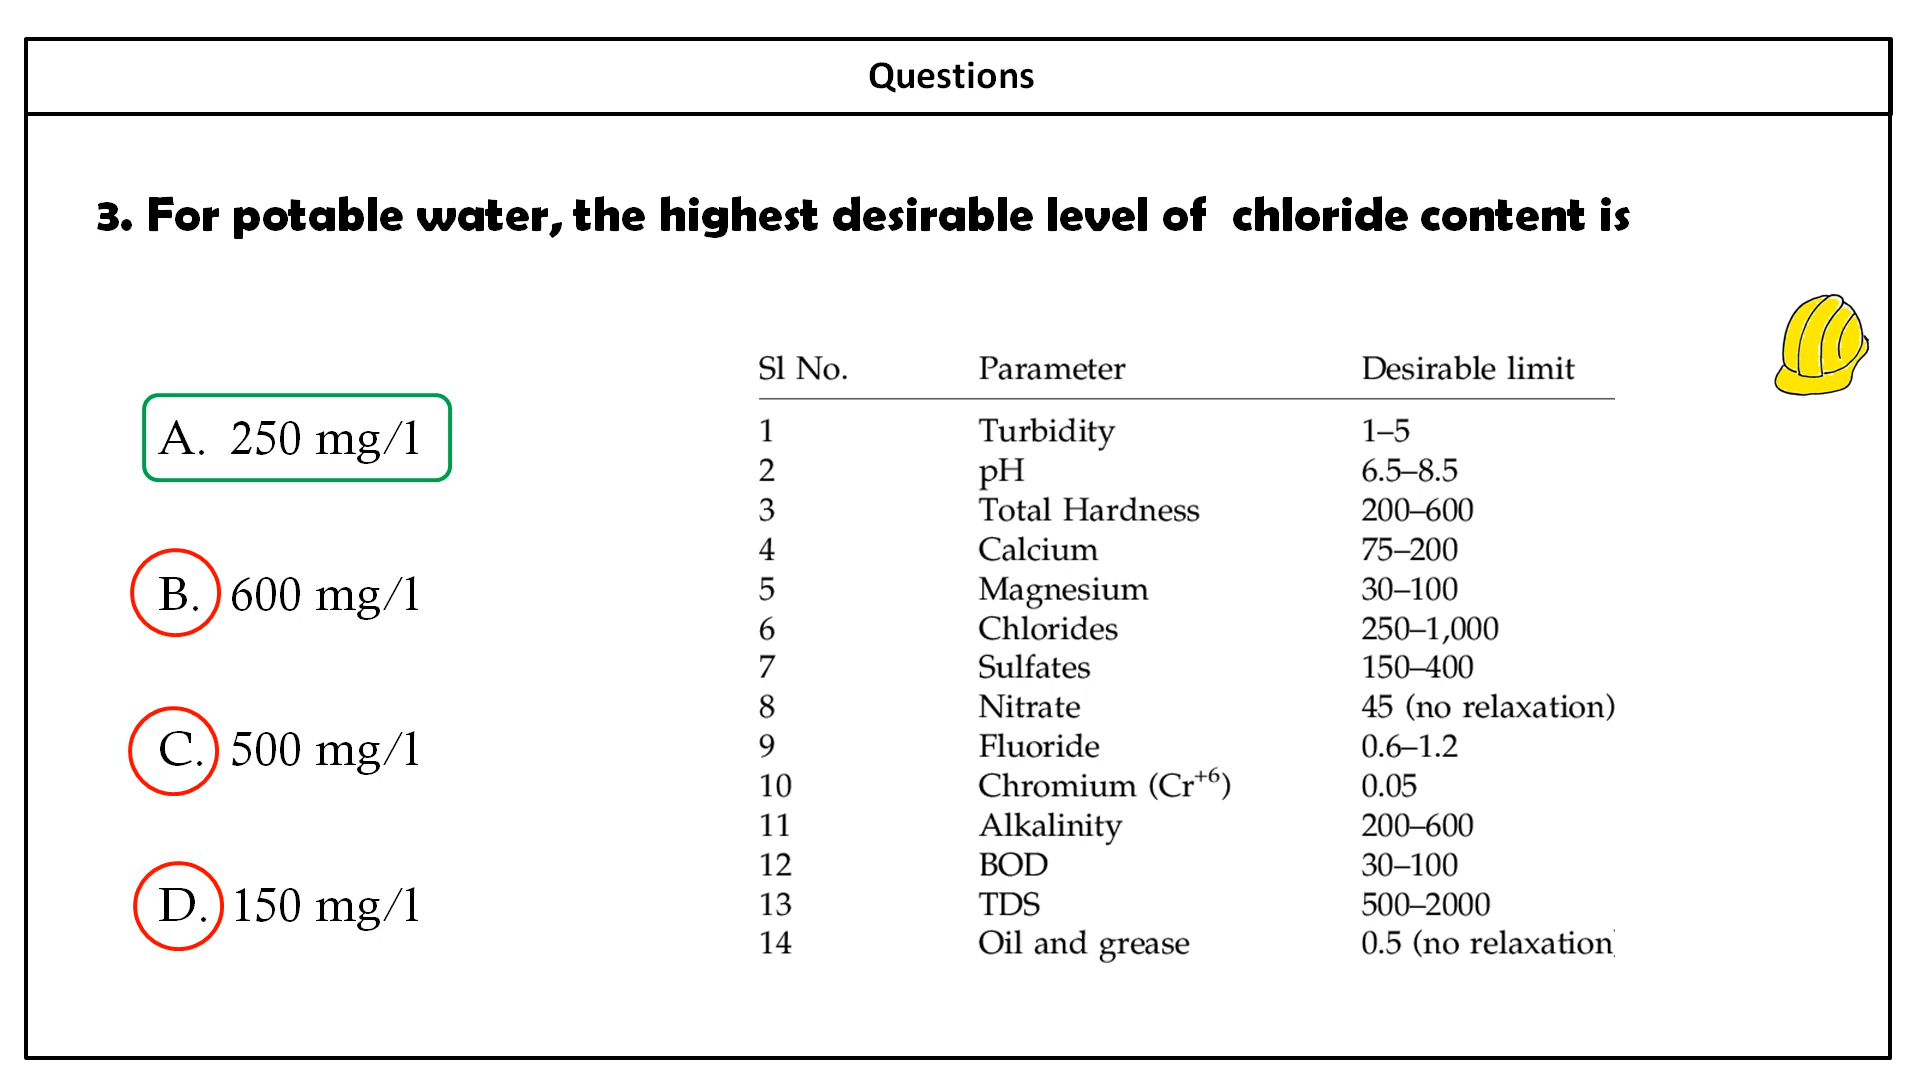 Questions
3. For potable water, the highest desirable level of chloride content is
A. 250 mg/l
B. 600 mg/l
C. 500 mg/l
D. 150 mg/l
Sl No. Parameter Desirable limit
1 Turbidity 1–5
2 pH 6.5–8.5
3 Total Hardness 200–600
4 Calcium 75–200
5 Magnesium 30–100
6 Chlorides 250–1,000
7 Sulfates 150–400
8 Nitrate 45 (no relaxation)
9 Fluoride 0.6–1.2
10 Chromium (Cr⁺⁶) 0.05
11 Alkalinity 200–600
12 BOD 30–100
13 TDS 500–2000
14 Oil and grease 0.5 (no relaxation